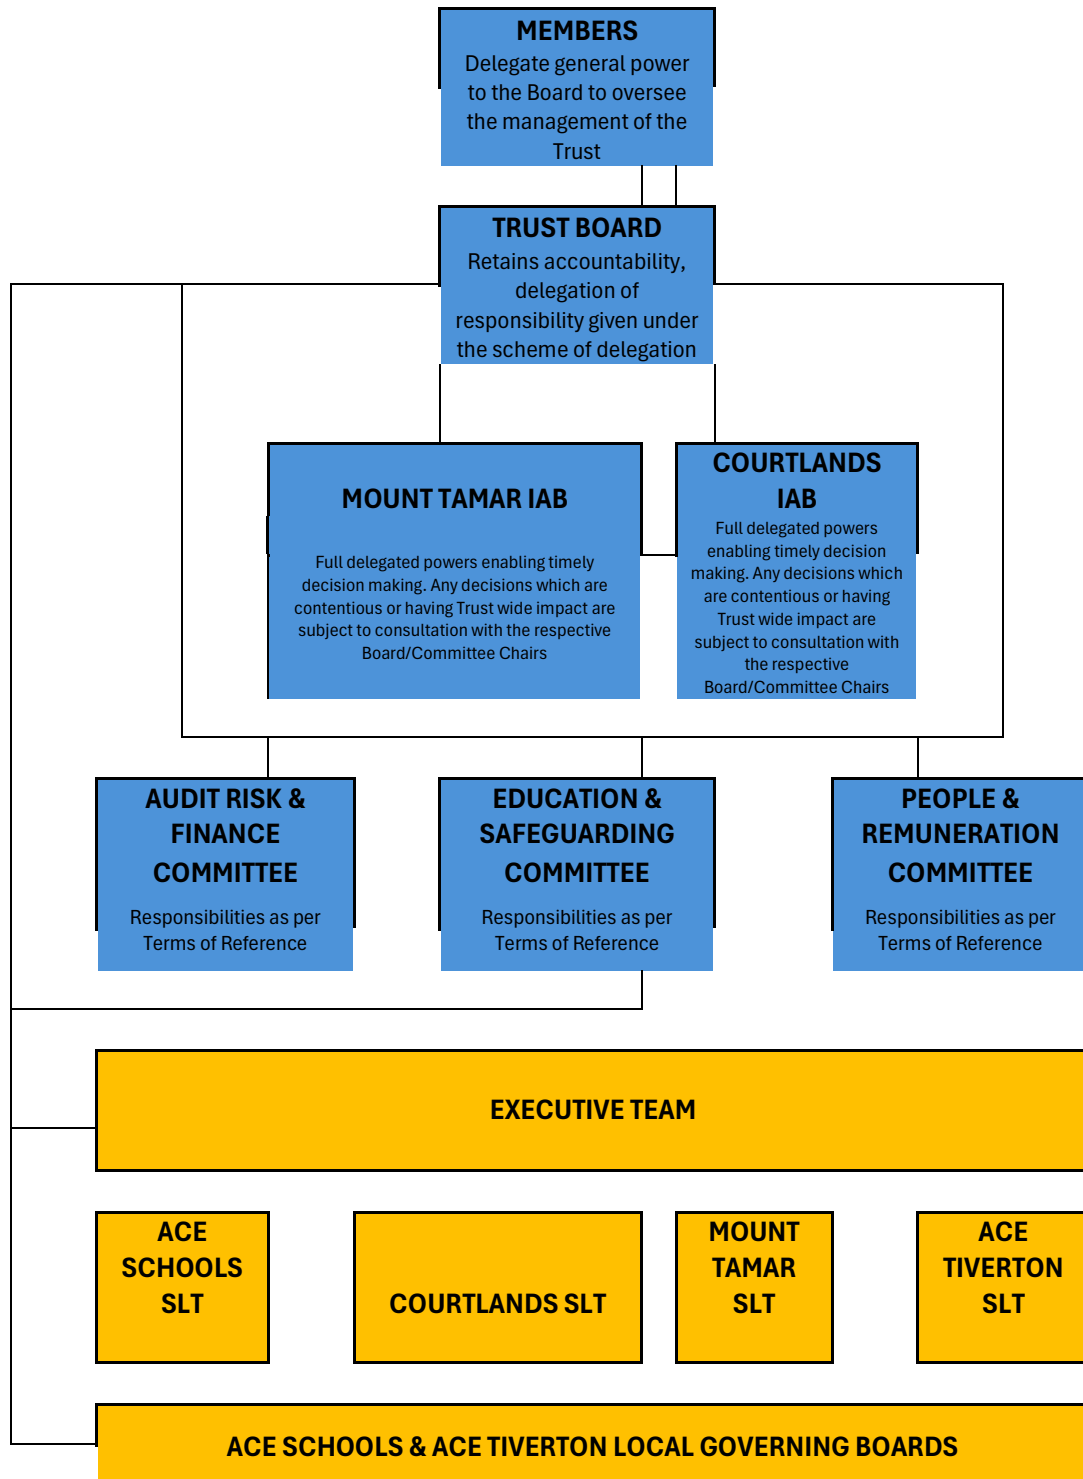 MEMBERS
Delegate general power
to the Board to oversee
the management of the
Trust
TRUST BOARD
Retains accountability,
delegation of
responsibility given under
the scheme of delegation
MOUNT TAMAR IAB
Full delegated powers enabling timely
decision making. Any decisions which are
contentious or having Trust wide impact are
subject to consultation with the respective
Board/Committee Chairs
COURTLANDS
IAB
Full delegated powers
enabling timely decision
making. Any decisions which
are contentious or having
Trust wide impact are
subject to consultation with
the respective
Board/Committee Chairs
AUDIT RISK &
FINANCE
COMMITTEE
Responsibilities as per
Terms of Reference
EDUCATION &
SAFEGUARDING
COMMITTEE
Responsibilities as per
Terms of Reference
PEOPLE &
REMUNERATION
COMMITTEE
Responsibilities as per
Terms of Reference
EXECUTIVE TEAM
ACE
SCHOOLS
SLT
COURTLANDS SLT
MOUNT
TAMAR
SLT
ACE
TIVERTON
SLT
ACE SCHOOLS & ACE TIVERTON LOCAL GOVERNING BOARDS